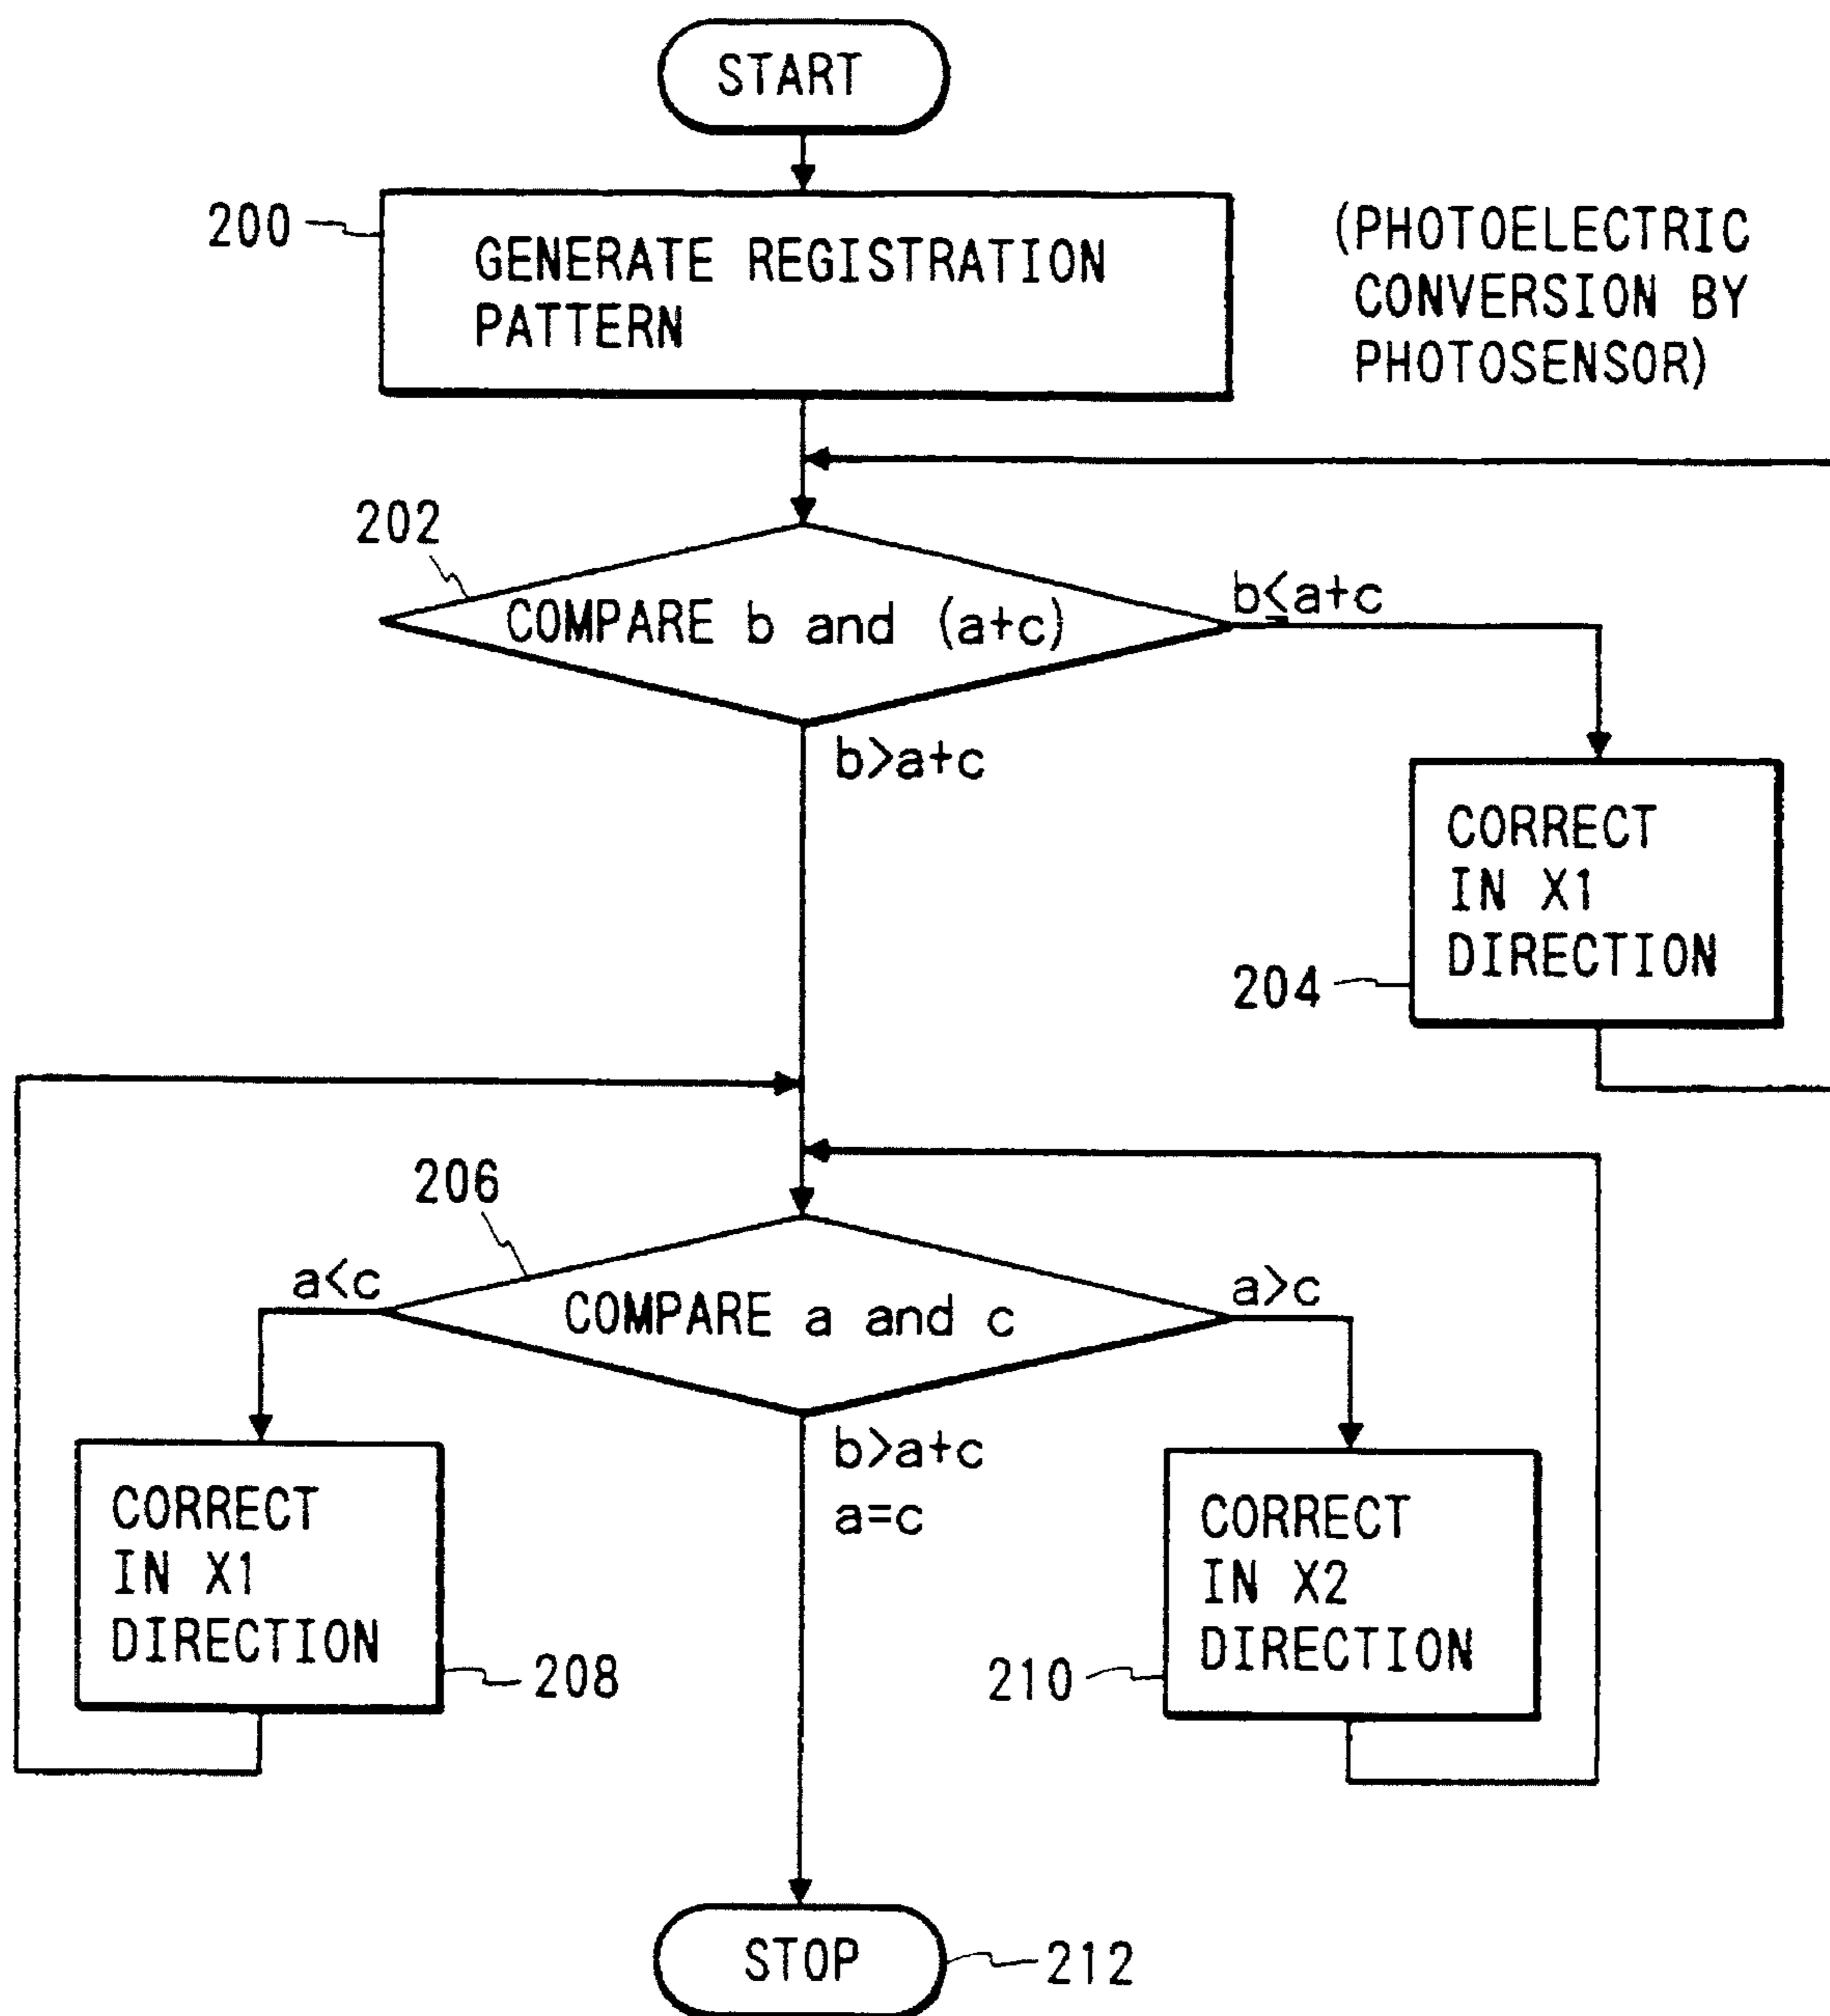 START
200
GENERATE REGISTRATION
PATTERN
(PHOTOELECTRIC
CONVERSION BY
PHOTOSENSOR)
202
COMPARE b and (a+c)
b≤a+c
b>a+c
CORRECT
IN X1
DIRECTION
204
206
a<c
COMPARE a and c
a>c
b>a+c
a=c
CORRECT
IN X1
DIRECTION
208
CORRECT
IN X2
DIRECTION
210
STOP
212